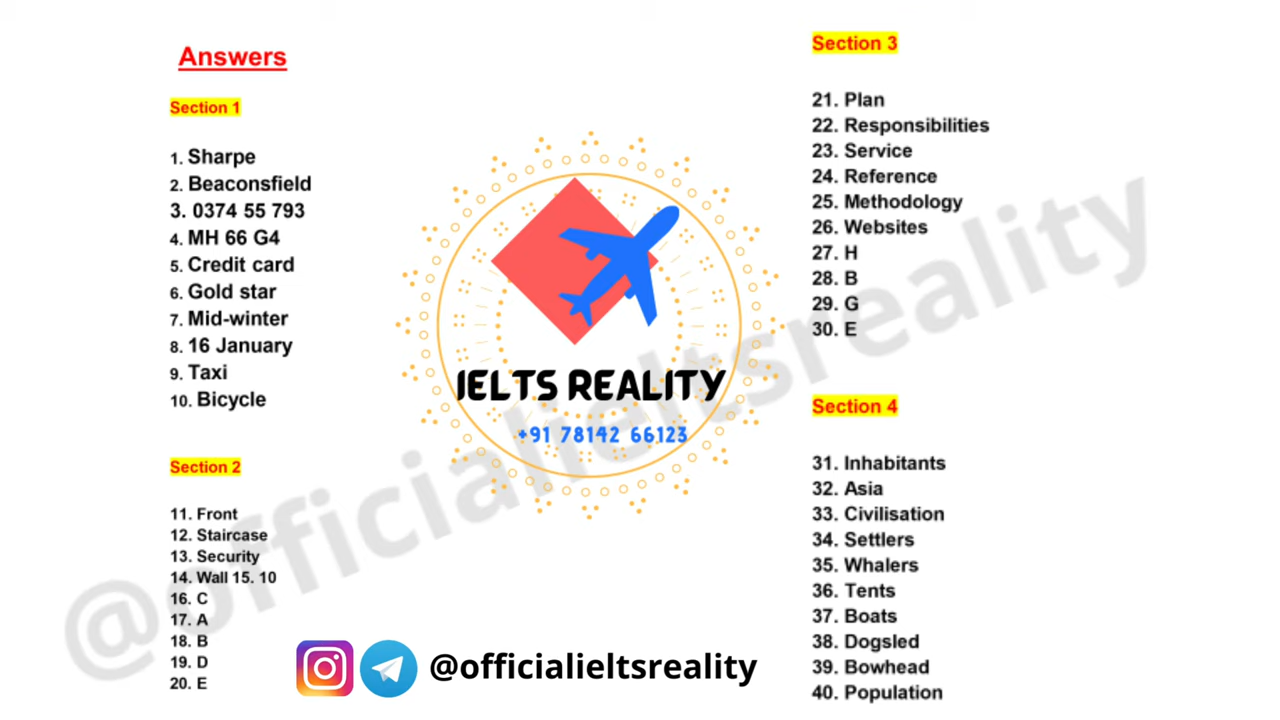 Answers
Section 1
1. Sharpe
2. Beaconsfield
3. 0374 55 793
4. MH 66 G4
5. Credit card
6. Gold star
7. Mid-winter
8. 16 January
9. Taxi
10. Bicycle
Section 2
11. Front
12. Staircase
13. Security
14. Wall 15. 10
16. C
17. A
18. B
19. D
20. E
IELTS REALITY
+91 78142 66123
@officialieltsreality
@officialieltsreality
Section 3
21. Plan
22. Responsibilities
23. Service
24. Reference
25. Methodology
26. Websites
27. H
28. B
29. G
30. E
Section 4
31. Inhabitants
32. Asia
33. Civilisation
34. Settlers
35. Whalers
36. Tents
37. Boats
38. Dogsled
39. Bowhead
40. Population